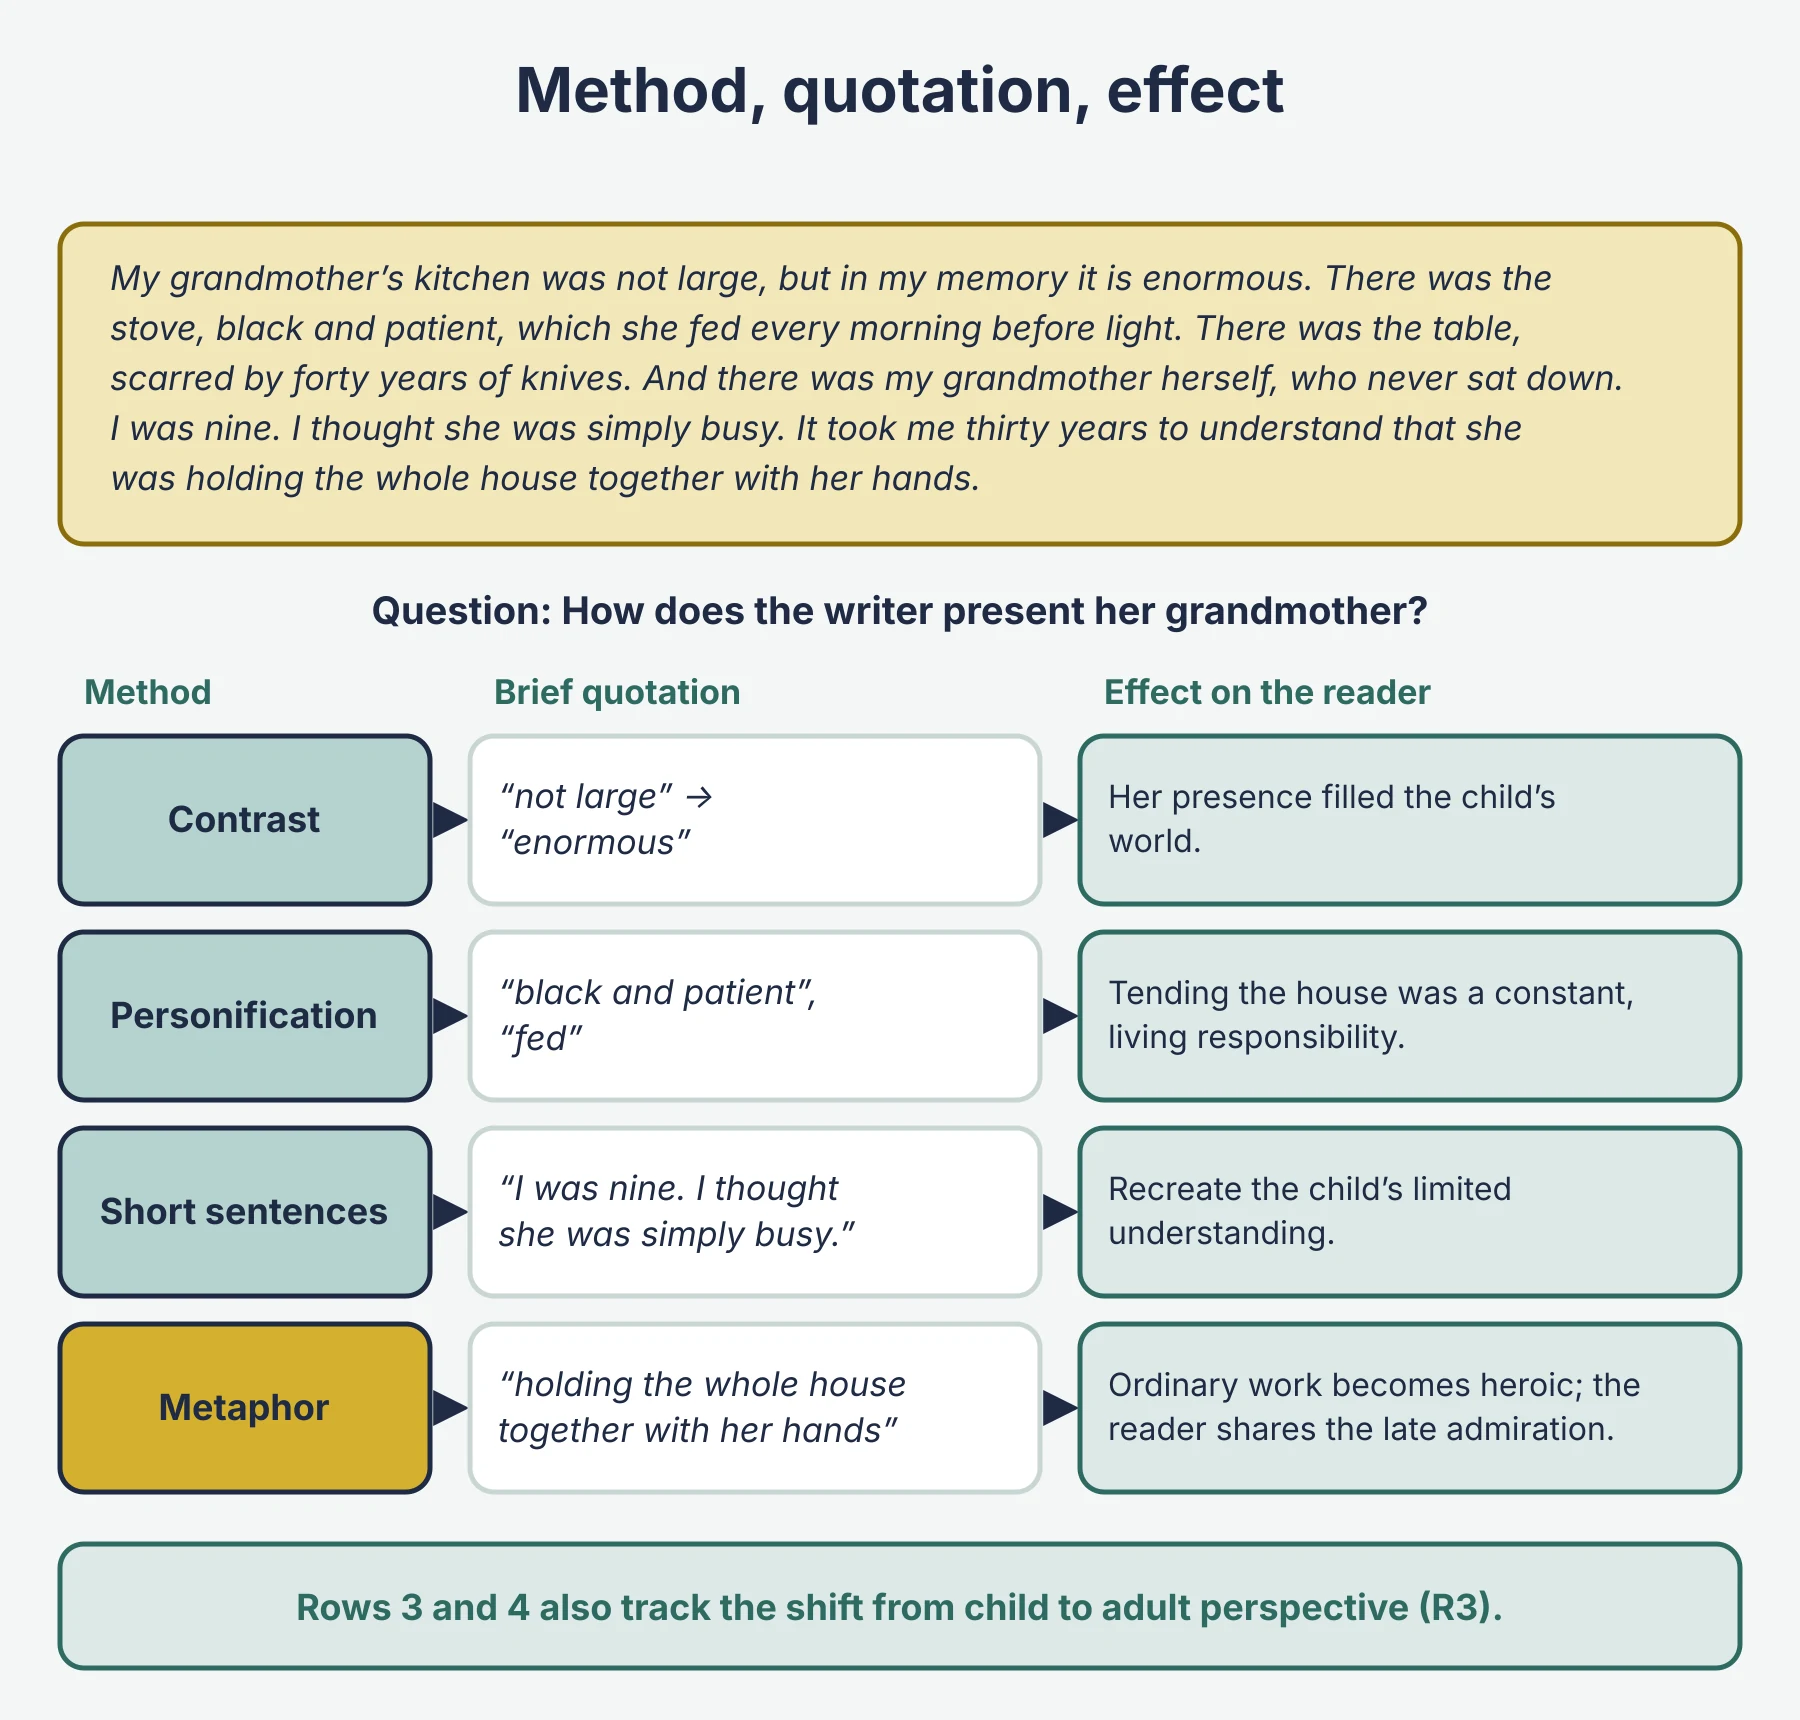 Method, quotation, effect
My grandmother’s kitchen was not large, but in my memory it is enormous. There was the
stove, black and patient, which she fed every morning before light. There was the table,
scarred by forty years of knives. And there was my grandmother herself, who never sat down.
I was nine. I thought she was simply busy. It took me thirty years to understand that she
was holding the whole house together with her hands.
Question: How does the writer present her grandmother?
Method
Brief quotation
Effect on the reader
Contrast
“not large” →
“enormous”
Her presence filled the child’s
world.
Personification
“black and patient”,
“fed”
Tending the house was a constant,
living responsibility.
Short sentences
“I was nine. I thought
she was simply busy.”
Recreate the child’s limited
understanding.
Metaphor
“holding the whole house
together with her hands”
Ordinary work becomes heroic; the
reader shares the late admiration.
Rows 3 and 4 also track the shift from child to adult perspective (R3).